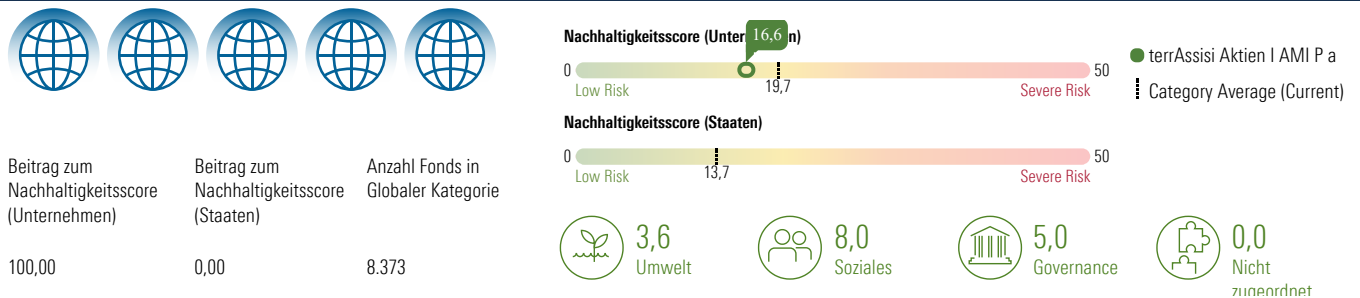 Beitrag zum
Nachhaltigkeitsscore
(Unternehmen)
100,00
Beitrag zum
Nachhaltigkeitsscore
(Staaten)
0,00
Anzahl Fonds in
Globaler Kategorie
8.373
Nachhaltigkeitsscore (Unter en)
16,6
0
50
Low Risk
19,7
Severe Risk
terrAssisi Aktien I AMI P a
Category Average (Current)
Nachhaltigkeitsscore (Staaten)
0
50
Low Risk
13,7
Severe Risk
3,6
Umwelt
8,0
Soziales
5,0
Governance
0,0
Nicht
zugeordnet